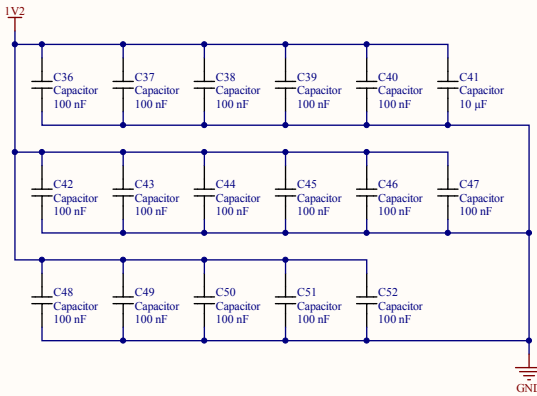 1V2
C36
Capacitor
100 nF
C37
Capacitor
100 nF
C38
Capacitor
100 nF
C39
Capacitor
100 nF
C40
Capacitor
100 nF
C41
Capacitor
10 µF
C42
Capacitor
100 nF
C43
Capacitor
100 nF
C44
Capacitor
100 nF
C45
Capacitor
100 nF
C46
Capacitor
100 nF
C47
Capacitor
100 nF
C48
Capacitor
100 nF
C49
Capacitor
100 nF
C50
Capacitor
100 nF
C51
Capacitor
100 nF
C52
Capacitor
100 nF
GND